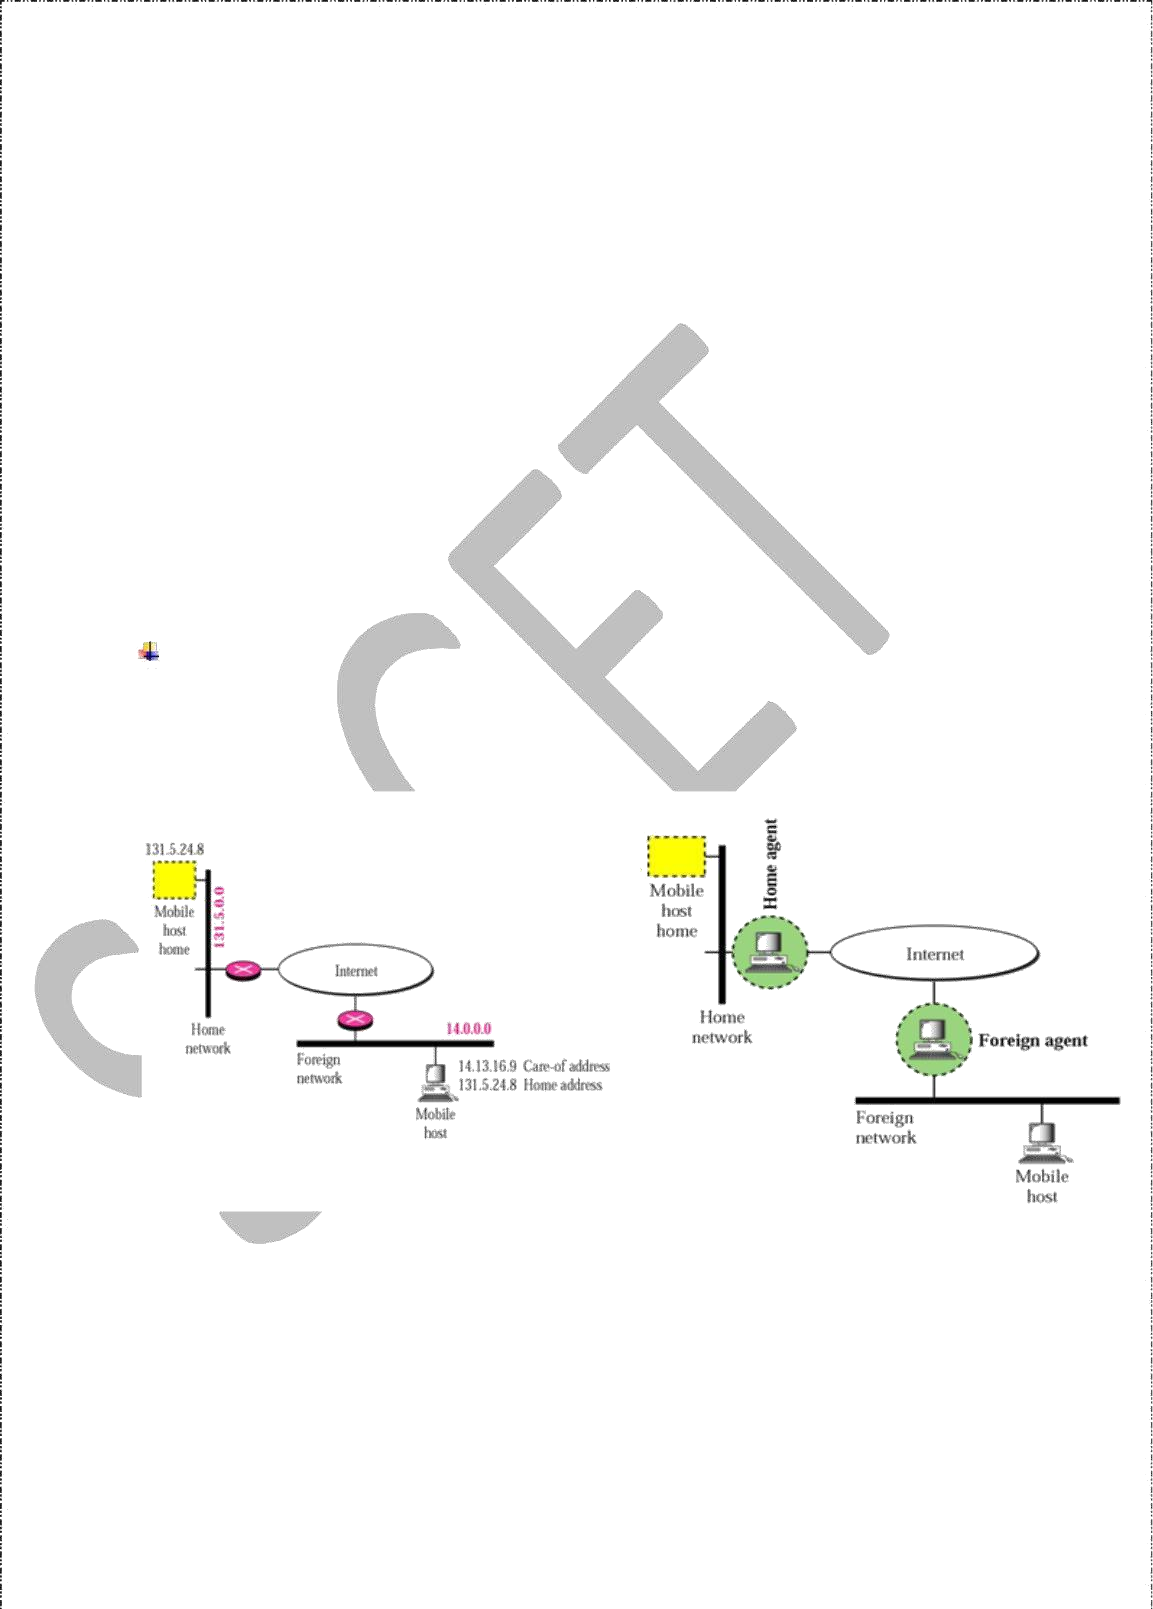 131.5.24.8
Mobile
host
home
131.5.0.0
Internet
Home
network
14.0.0.0
Foreign
network
14.13.16.9 Care-of address
131.5.24.8 Home address
Mobile
host
Home agent
Mobile
host
home
Internet
Home
network
Foreign agent
Foreign
network
Mobile
host
CET